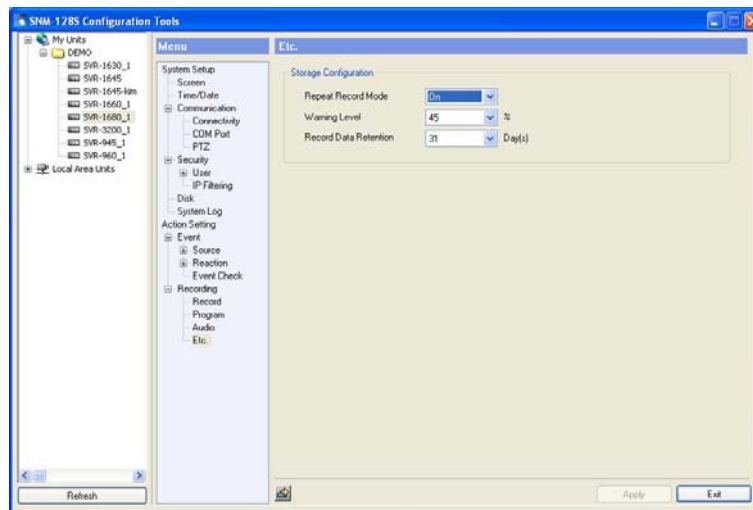 SNM-128S Configuration Tools
My Units
DEMO
SVR-1630_1
SVR-1645
SVR-1645-kim
SVR-1660_1
SVR-1680_1
SVR-3200_1
SVR-945_1
SVR-960_1
Local Area Units
Refresh
Menu
System Setup
Screen
Time/Date
Communication
Connectivity
COM Port
PTZ
Security
User
IP Filtering
Disk
System Log
Action Setting
Event
Source
Reaction
Event Check
Recording
Record
Program
Audio
Etc.
Etc.
Storage Configuration
Repeat Record Mode On
Warning Level 45 %
Record Data Retention 31 Day(s)
Apply Exit